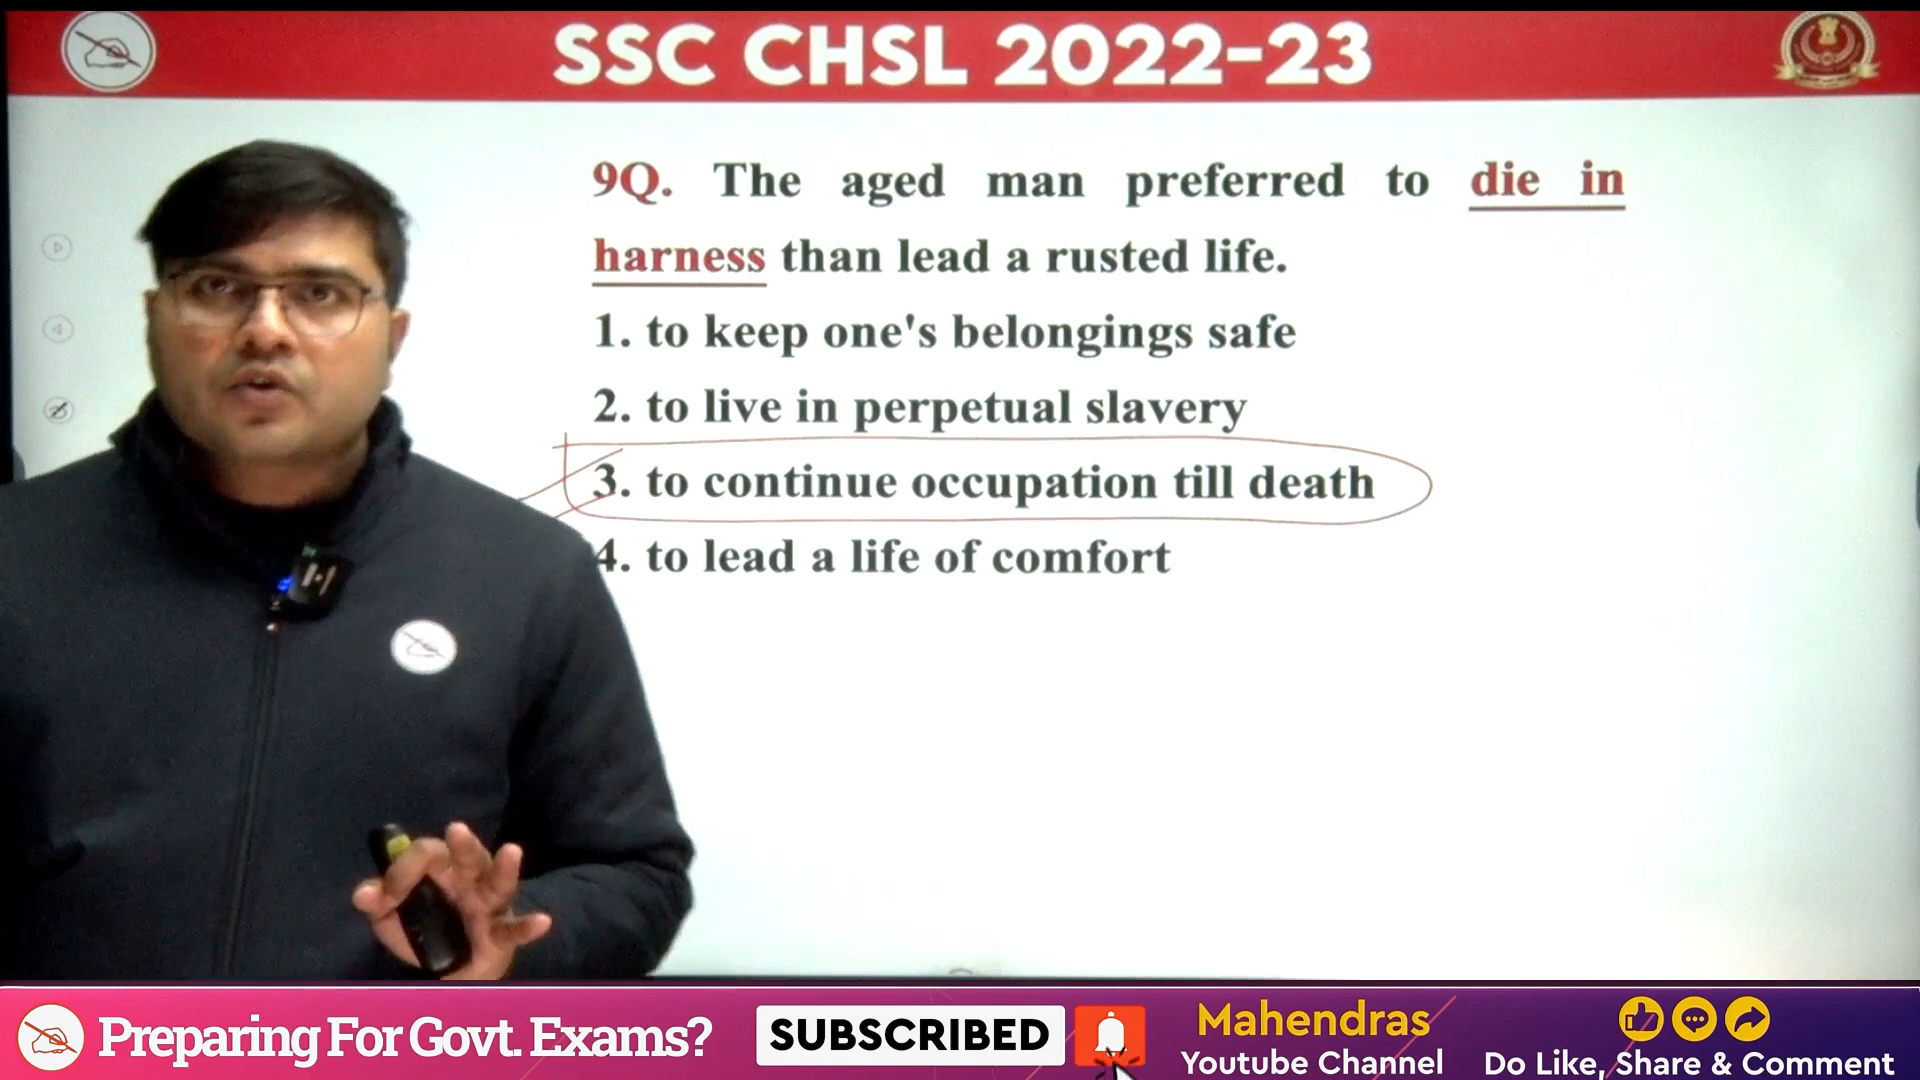 SSC CHSL 2022-23
9Q. The aged man preferred to die in
harness than lead a rusted life.
1. to keep one's belongings safe
2. to live in perpetual slavery
3. to continue occupation till death
4. to lead a life of comfort
Preparing For Govt. Exams?
SUBSCRIBED
Mahendras
Youtube Channel
Do Like, Share & Comment